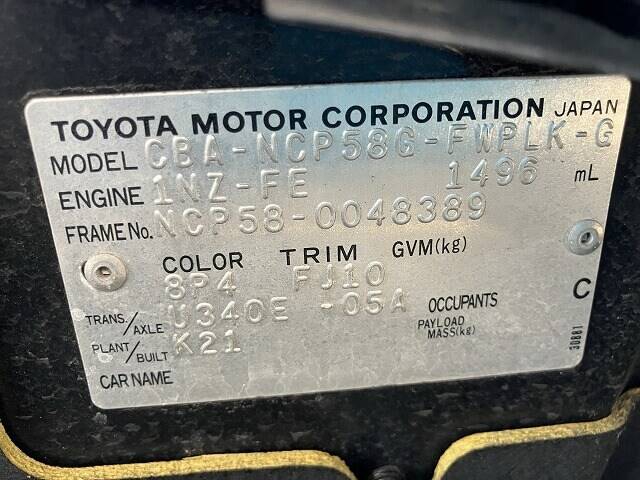 TOYOTA MOTOR CORPORATION JAPAN
MODEL CBA-NCP58G-FWPLK-G
ENGINE 1NZ-FE 1496 mL
FRAME No. NCP58-0048389
COLOR TRIM GVM(kg)
8P4 FJ10
TRANS./AXLE U340E -05A OCCUPANTS C
PAYLOAD MASS(kg)
PLANT/BUILT K21
CAR NAME
30881